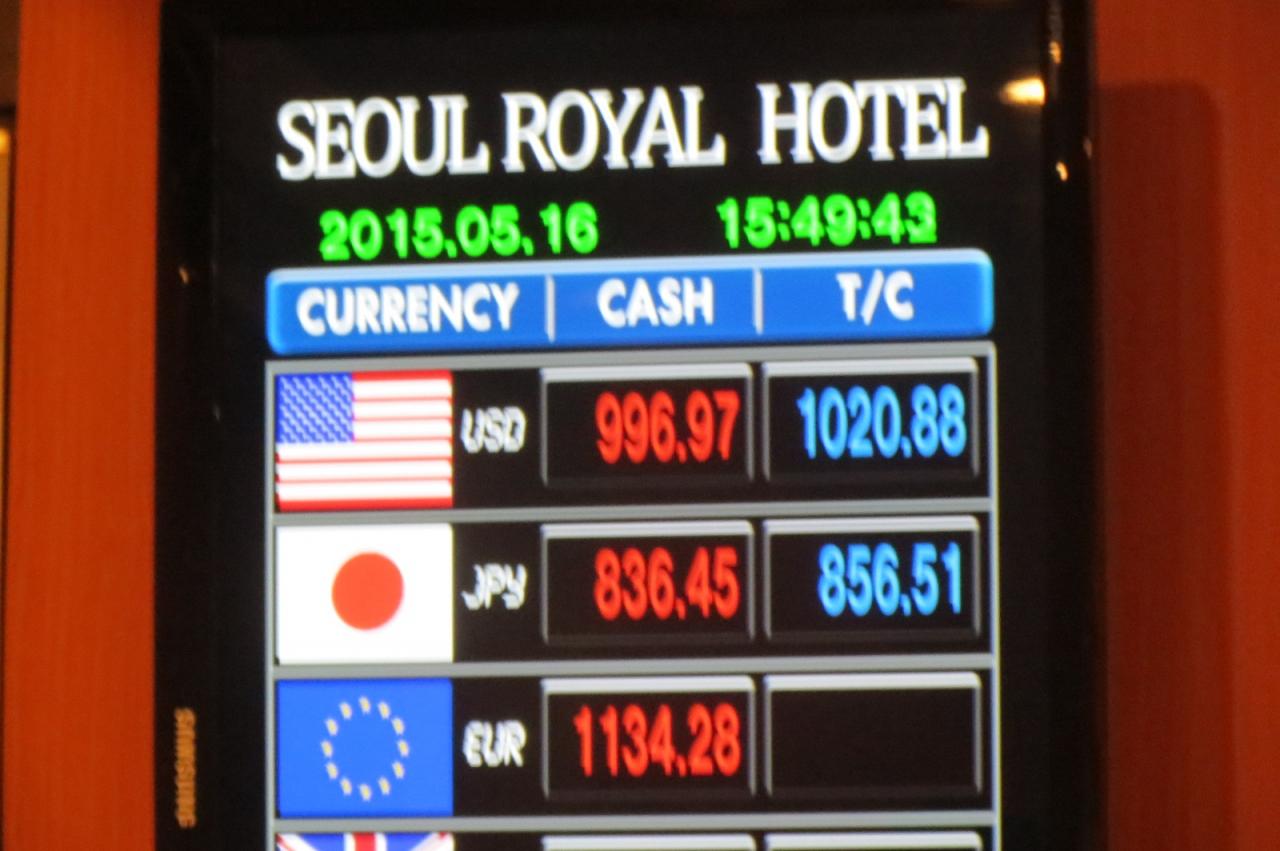 SEOUL ROYAL HOTEL
2015.05.16 15:49:43
CURRENCY CASH T/C
USD 996.97 1020.88
JPY 836.45 856.51
EUR 1134.28
SAMSUNG